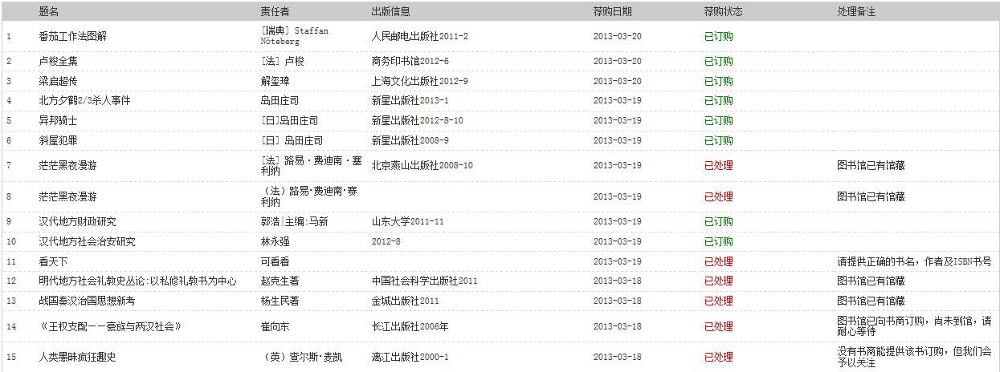 题名 责任者 出版信息 荐购日期 荐购状态 处理备注
1 番茄工作法图解 [瑞典] Staffan Nöteberg 人民邮电出版社2011-2 2013-03-20 已订购
2 卢梭全集 [法] 卢梭 商务印书馆2012-6 2013-03-20 已订购
3 梁启超传 解玺璋 上海文化出版社2012-9 2013-03-20 已订购
4 北方夕鹤2/3杀人事件 岛田庄司 新星出版社2013-1 2013-03-19 已订购
5 异邦骑士 [日]岛田庄司 新星出版社2012-8-10 2013-03-19 已订购
6 斜屋犯罪 [日] 岛田庄司 新星出版社2008-9 2013-03-19 已订购
7 茫茫黑夜漫游 [法] 路易·费迪南·塞利纳 北京燕山出版社2008-10 2013-03-19 已处理 图书馆已有馆藏
8 茫茫黑夜漫游 （法）路易·费迪南·赛利纳 2013-03-19 已处理 图书馆已有馆藏
9 汉代地方财政研究 郭浩|主编:马新 山东大学2011-11 2013-03-19 已订购
10 汉代地方社会治安研究 林永强 2012-8 2013-03-19 已订购
11 看天下 可看看 2013-03-19 已处理 请提供正确的书名，作者及ISBN书号
12 明代地方社会礼教史丛论:以私修礼教书为中心 赵克生著 中国社会科学出版社2011 2013-03-18 已处理 图书馆已有馆藏
13 战国秦汉治国思想新考 杨生民著 金城出版社2011 2013-03-18 已处理 图书馆已有馆藏
14 《王权支配——豪族与两汉社会》 崔向东 长江出版社2006年 2013-03-18 已处理 图书馆已向书商订购，尚未到馆，请耐心等待
15 人类愚昧疯狂趣史 （英）查尔斯·麦凯 漓江出版社2000-1 2013-03-18 已处理 没有书商能提供该书订购，但我们会予以关注